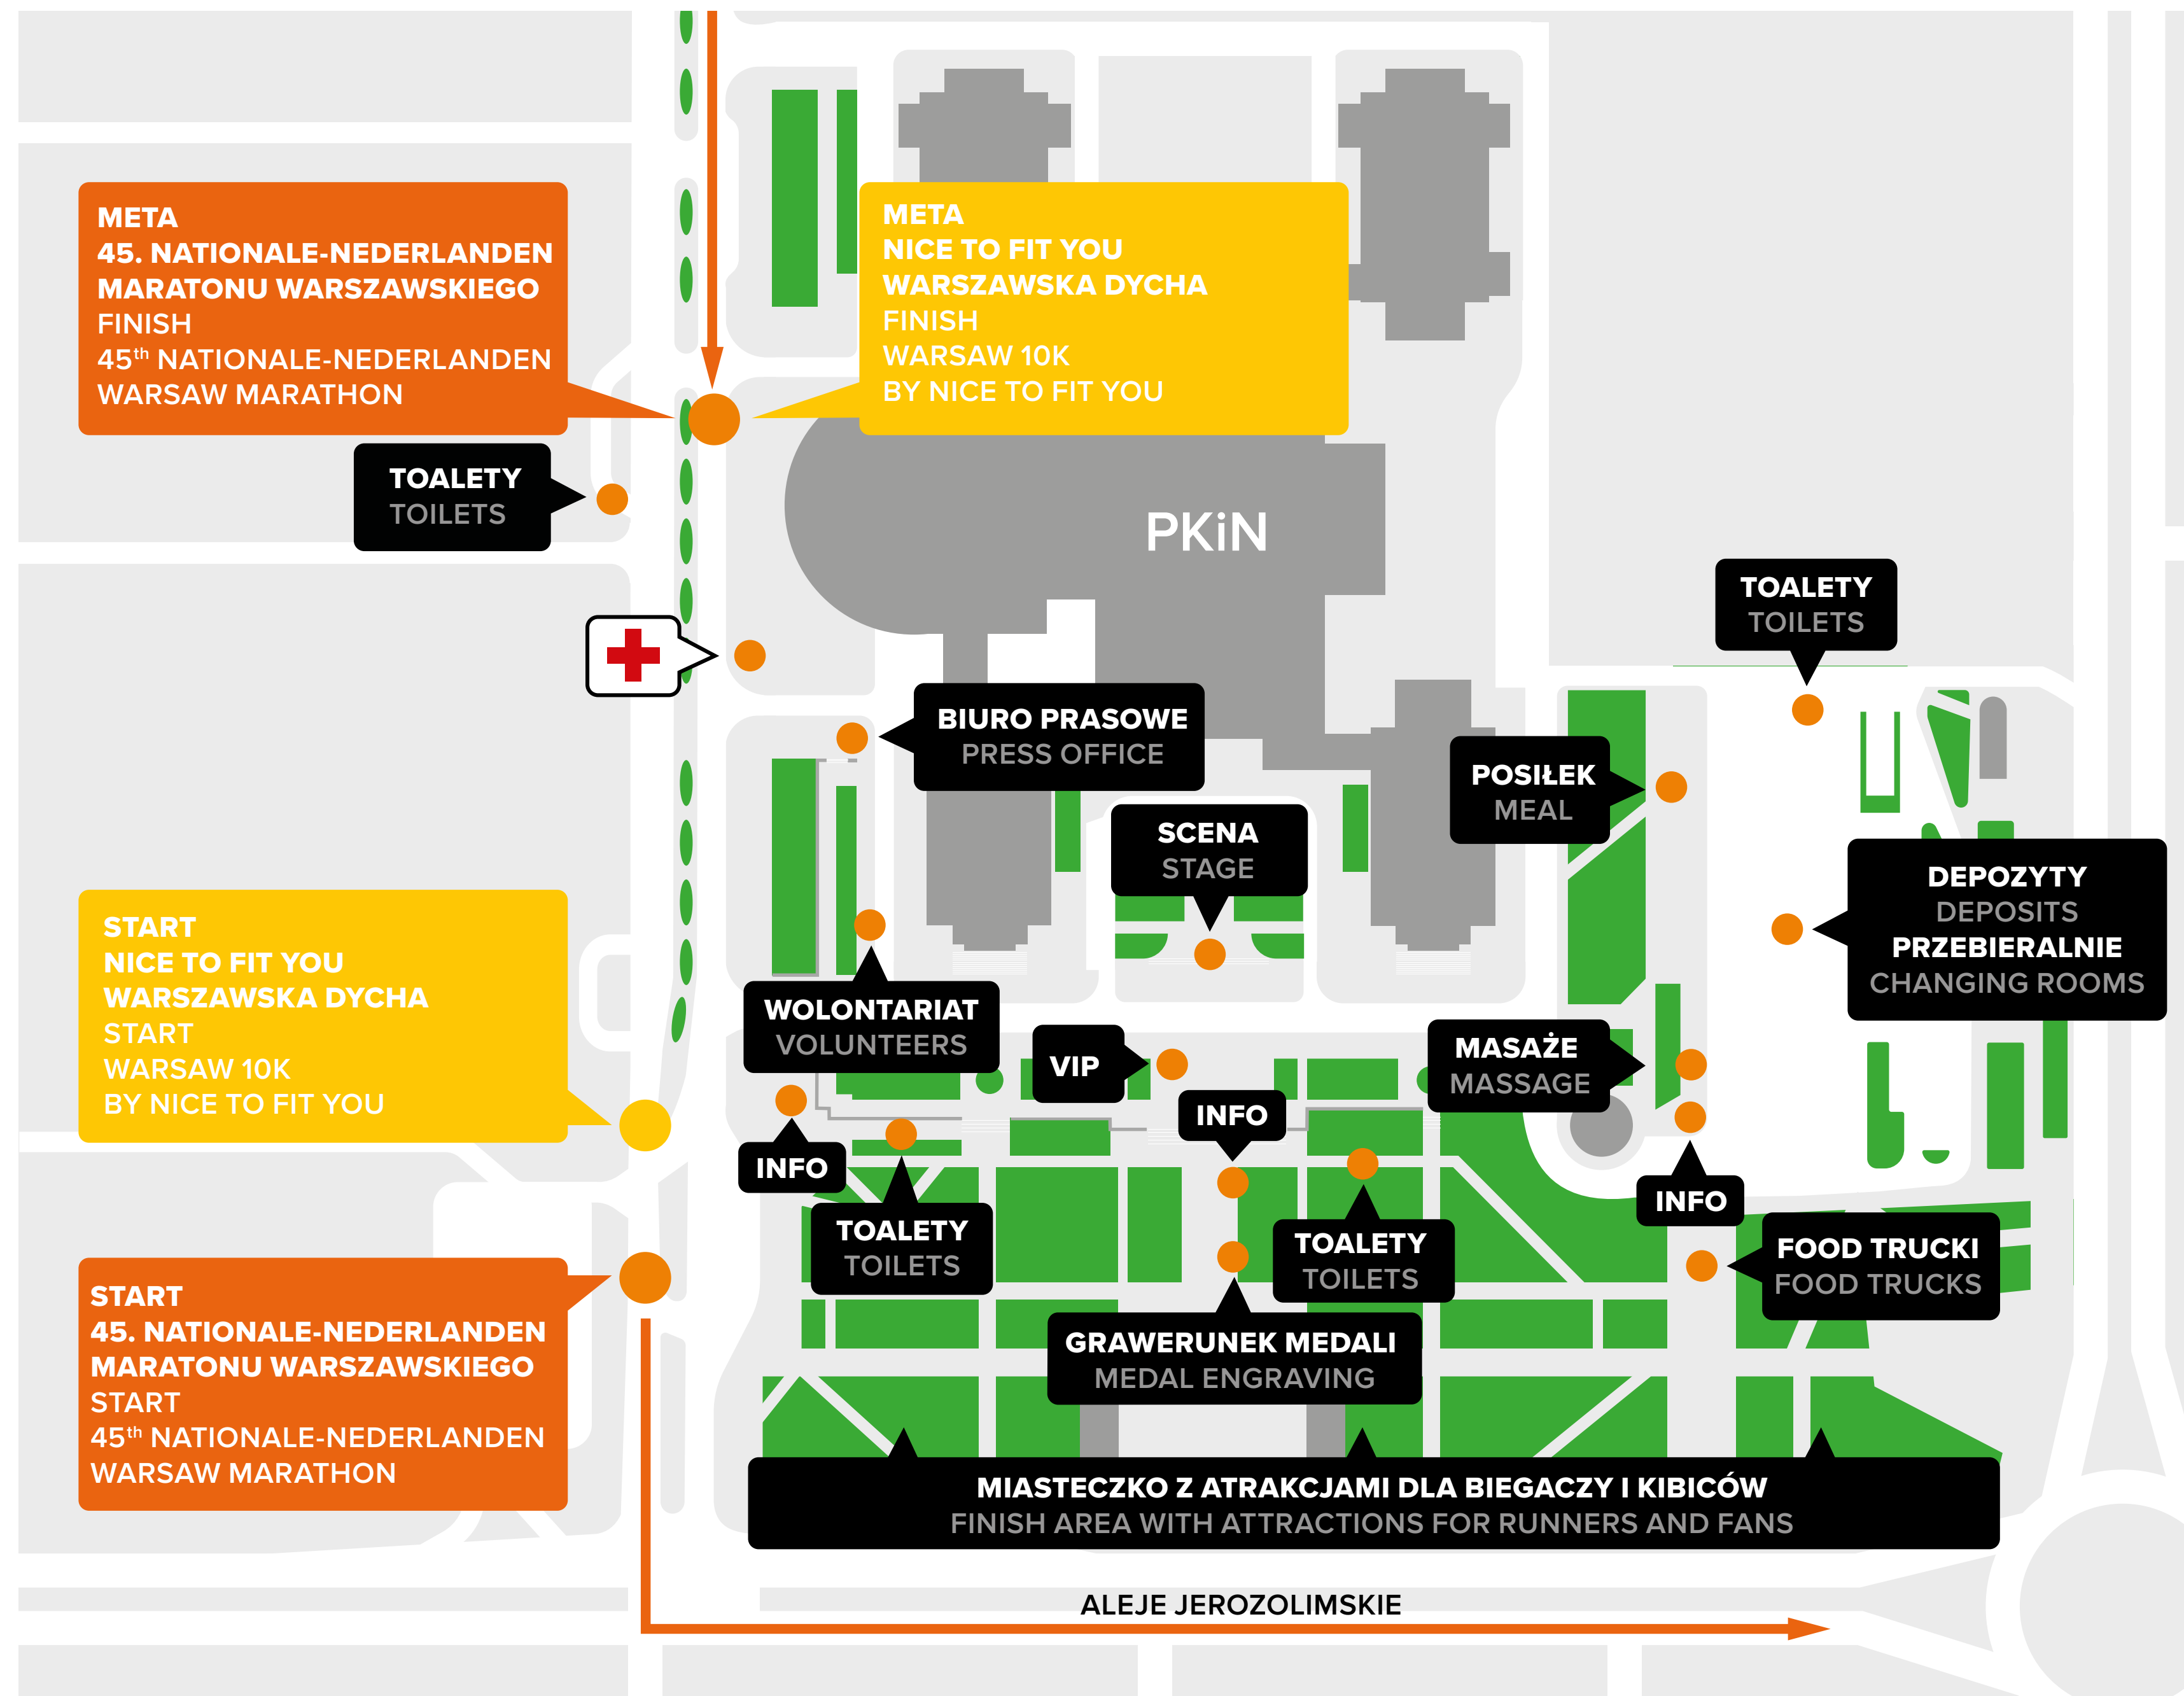 META
45. NATIONALE-NEDERLANDEN
MARATONU WARSZAWSKIEGO
FINISH
45th NATIONALE-NEDERLANDEN
WARSAW MARATHON
META
NICE TO FIT YOU
WARSZAWSKA DYCHA
FINISH
WARSAW 10K
BY NICE TO FIT YOU
TOALETY
TOILETS
PKiN
TOALETY
TOILETS
BIURO PRASOWE
PRESS OFFICE
POSIŁEK
MEAL
SCENA
STAGE
DEPOZYTY
DEPOSITS
PRZEBIERALNIE
CHANGING ROOMS
START
NICE TO FIT YOU
WARSZAWSKA DYCHA
START
WARSAW 10K
BY NICE TO FIT YOU
WOLONTARIAT
VOLUNTEERS
VIP
MASAŻE
MASSAGE
INFO
INFO
INFO
TOALETY
TOILETS
TOALETY
TOILETS
FOOD TRUCKI
FOOD TRUCKS
START
45. NATIONALE-NEDERLANDEN
MARATONU WARSZAWSKIEGO
START
45th NATIONALE-NEDERLANDEN
WARSAW MARATHON
GRAWERUNEK MEDALI
MEDAL ENGRAVING
MIASTECZKO Z ATRAKCJAMI DLA BIEGACZY I KIBICÓW
FINISH AREA WITH ATTRACTIONS FOR RUNNERS AND FANS
ALEJE JEROZOLIMSKIE